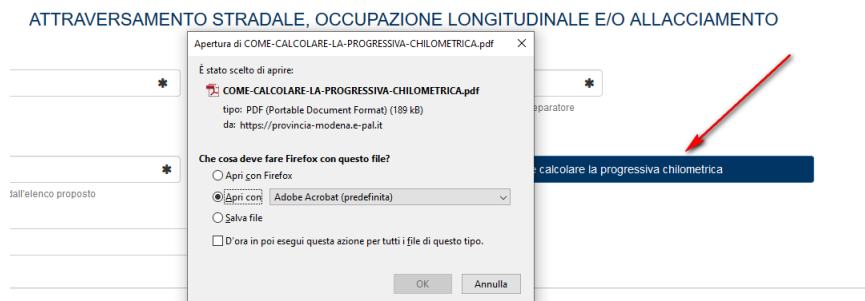 ATTRAVERSAMENTO STRADALE, OCCUPAZIONE LONGITUDINALE E/O ALLACCIAMENTO
Apertura di COME-CALCOLARE-LA-PROGRESSIVA-CHILOMETRICA.pdf
È stato scelto di aprire:
COME-CALCOLARE-LA-PROGRESSIVA-CHILOMETRICA.pdf
tipo: PDF (Portable Document Format) (189 kB)
da: https://provincia-modena.e-pal.it
eparatore
Che cosa deve fare Firefox con questo file?
Apri con Firefox
calcolare la progressiva chilometrica
Apri con Adobe Acrobat (predefinita)
dall'elenco proposto
Salva file
D'ora in poi esegui questa azione per tutti i file di questo tipo.
OK Annulla